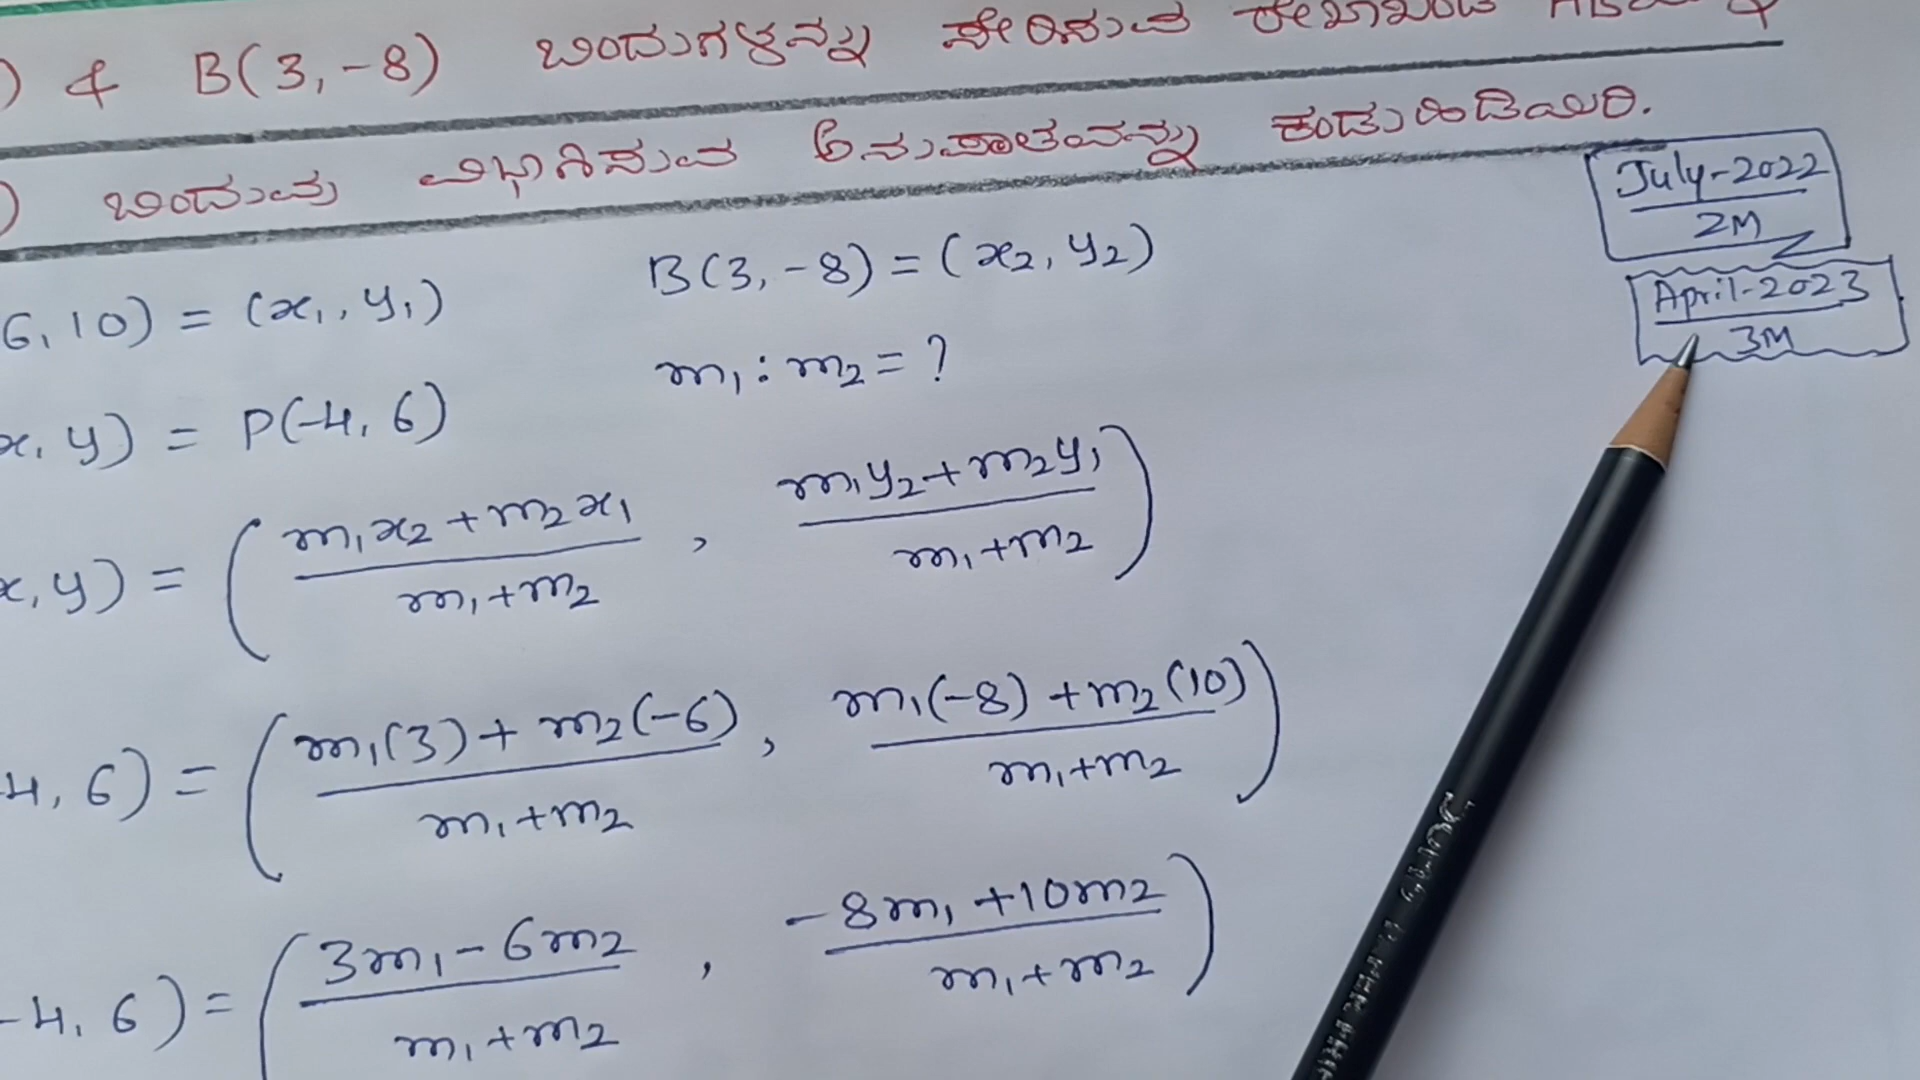 ) & B(3, -8) ಬಿಂದುಗಳನ್ನು ಸೇರಿಸುವ ರೇಖಾಖಂಡ
) ಬಿಂದುವು ವಿಭಾಗಿಸುವ ಅನುಪಾತವನ್ನು ಕಂಡುಹಿಡಿಯಿರಿ.
July-2022
2M
April-2023
3M
6, 10) = (x₁, y₁) B(3, -8) = (x₂, y₂)
x, y) = P(-4, 6) m₁ : m₂ = ?
x, y) = ( (m₁x₂ + m₂x₁)/(m₁+m₂) , (m₁y₂ + m₂y₁)/(m₁+m₂) )
4, 6) = ( (m₁(3) + m₂(-6))/(m₁+m₂) , (m₁(-8) + m₂(10))/(m₁+m₂) )
-4, 6) = ( (3m₁ - 6m₂)/(m₁+m₂) , (-8m₁ + 10m₂)/(m₁+m₂) )